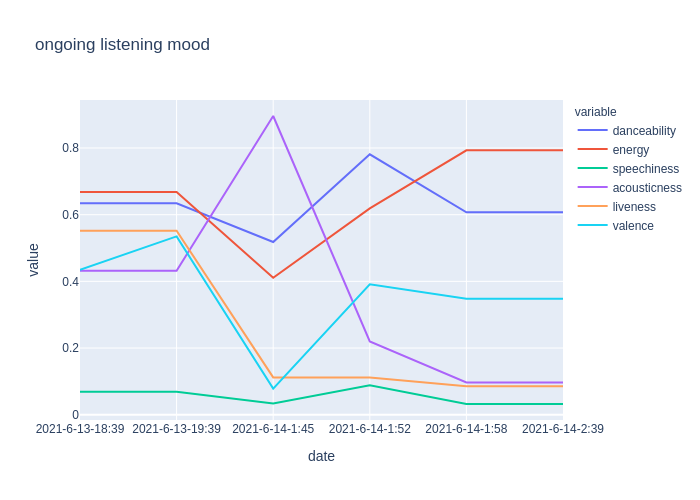 ongoing listening mood
variable
danceability
energy
speechiness
acousticness
liveness
valence
value
0.8
0.6
0.4
0.2
0
2021-6-13-18:39 2021-6-13-19:39 2021-6-14-1:45 2021-6-14-1:52 2021-6-14-1:58 2021-6-14-2:39
date